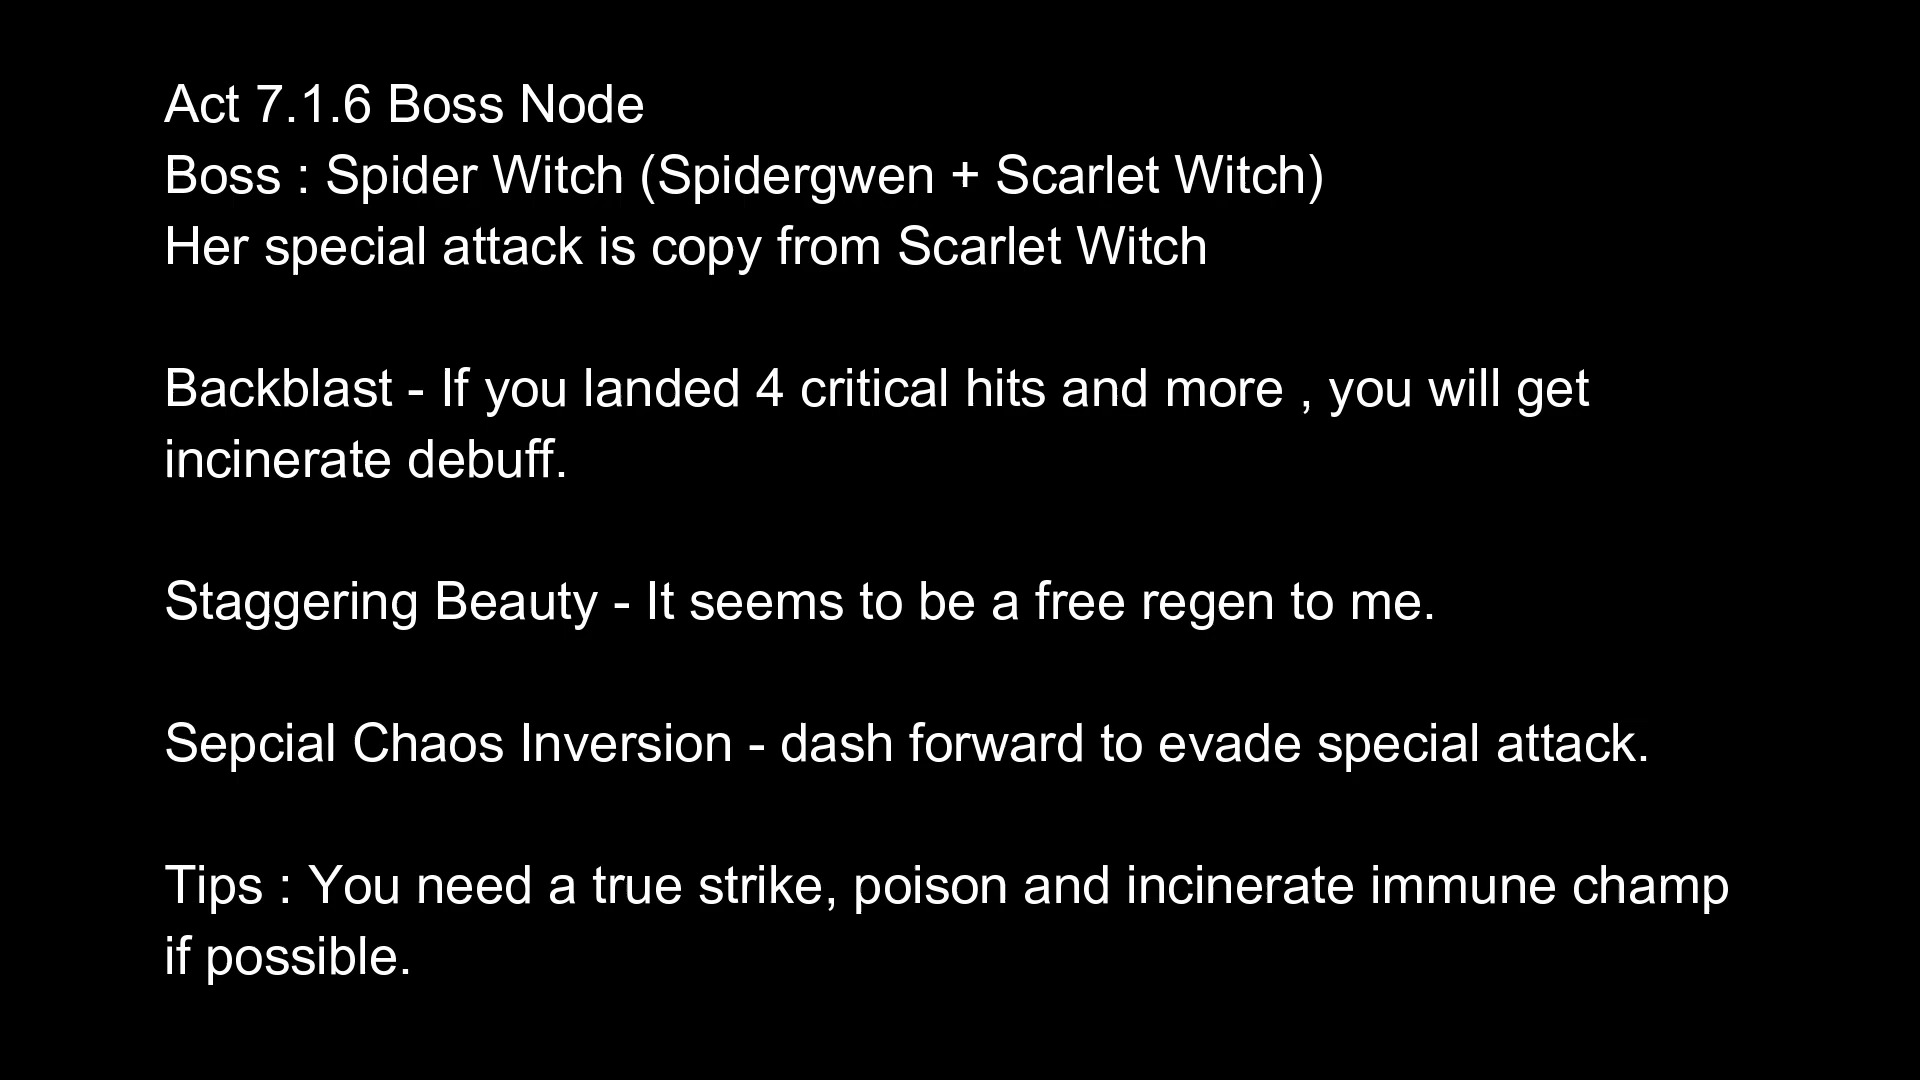 Act 7.1.6 Boss Node
Boss : Spider Witch (Spidergwen + Scarlet Witch)
Her special attack is copy from Scarlet Witch
Backblast - If you landed 4 critical hits and more , you will get
incinerate debuff.
Staggering Beauty - It seems to be a free regen to me.
Sepcial Chaos Inversion - dash forward to evade special attack.
Tips : You need a true strike, poison and incinerate immune champ
if possible.